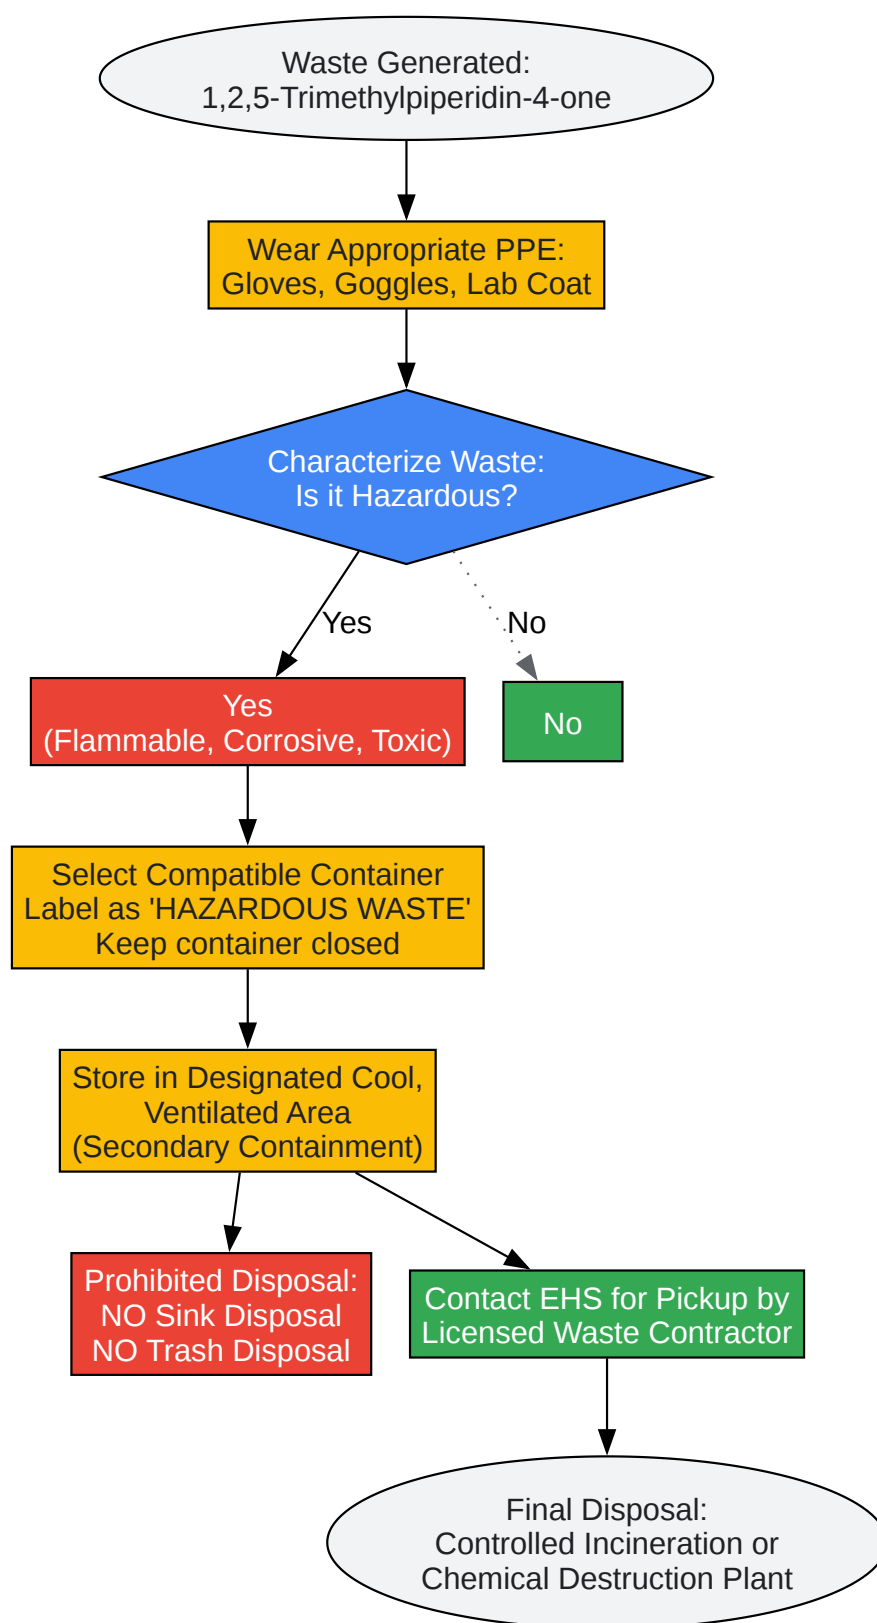 Waste Generated:
1,2,5-Trimethylpiperidin-4-one
Wear Appropriate PPE:
Gloves, Goggles, Lab Coat
Characterize Waste:
Is it Hazardous?
Yes
No
Yes
(Flammable, Corrosive, Toxic)
No
Select Compatible Container
Label as 'HAZARDOUS WASTE'
Keep container closed
Store in Designated Cool,
Ventilated Area
(Secondary Containment)
Prohibited Disposal:
NO Sink Disposal
NO Trash Disposal
Contact EHS for Pickup by
Licensed Waste Contractor
Final Disposal:
Controlled Incineration or
Chemical Destruction Plant